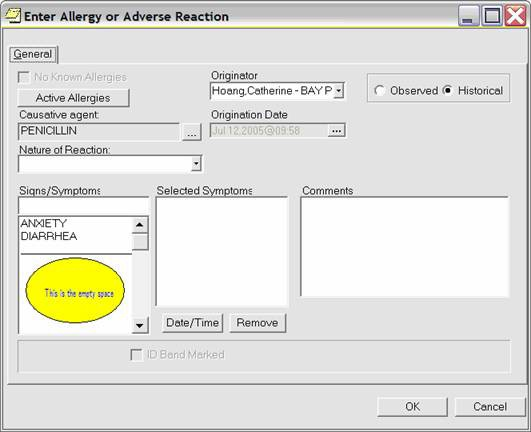 Enter Allergy or Adverse Reaction
General
No Known Allergies
Active Allergies
Originator
Hoang,Catherine - BAY P
Observed
Historical
Causative agent:
PENICILLIN
...
Origination Date
Jul 12,2005@09:58
...
Nature of Reaction:
Signs/Symptoms
Selected Symptoms
Comments
ANXIETY
DIARRHEA
This is the empty space
Date/Time
Remove
ID Band Marked
OK
Cancel